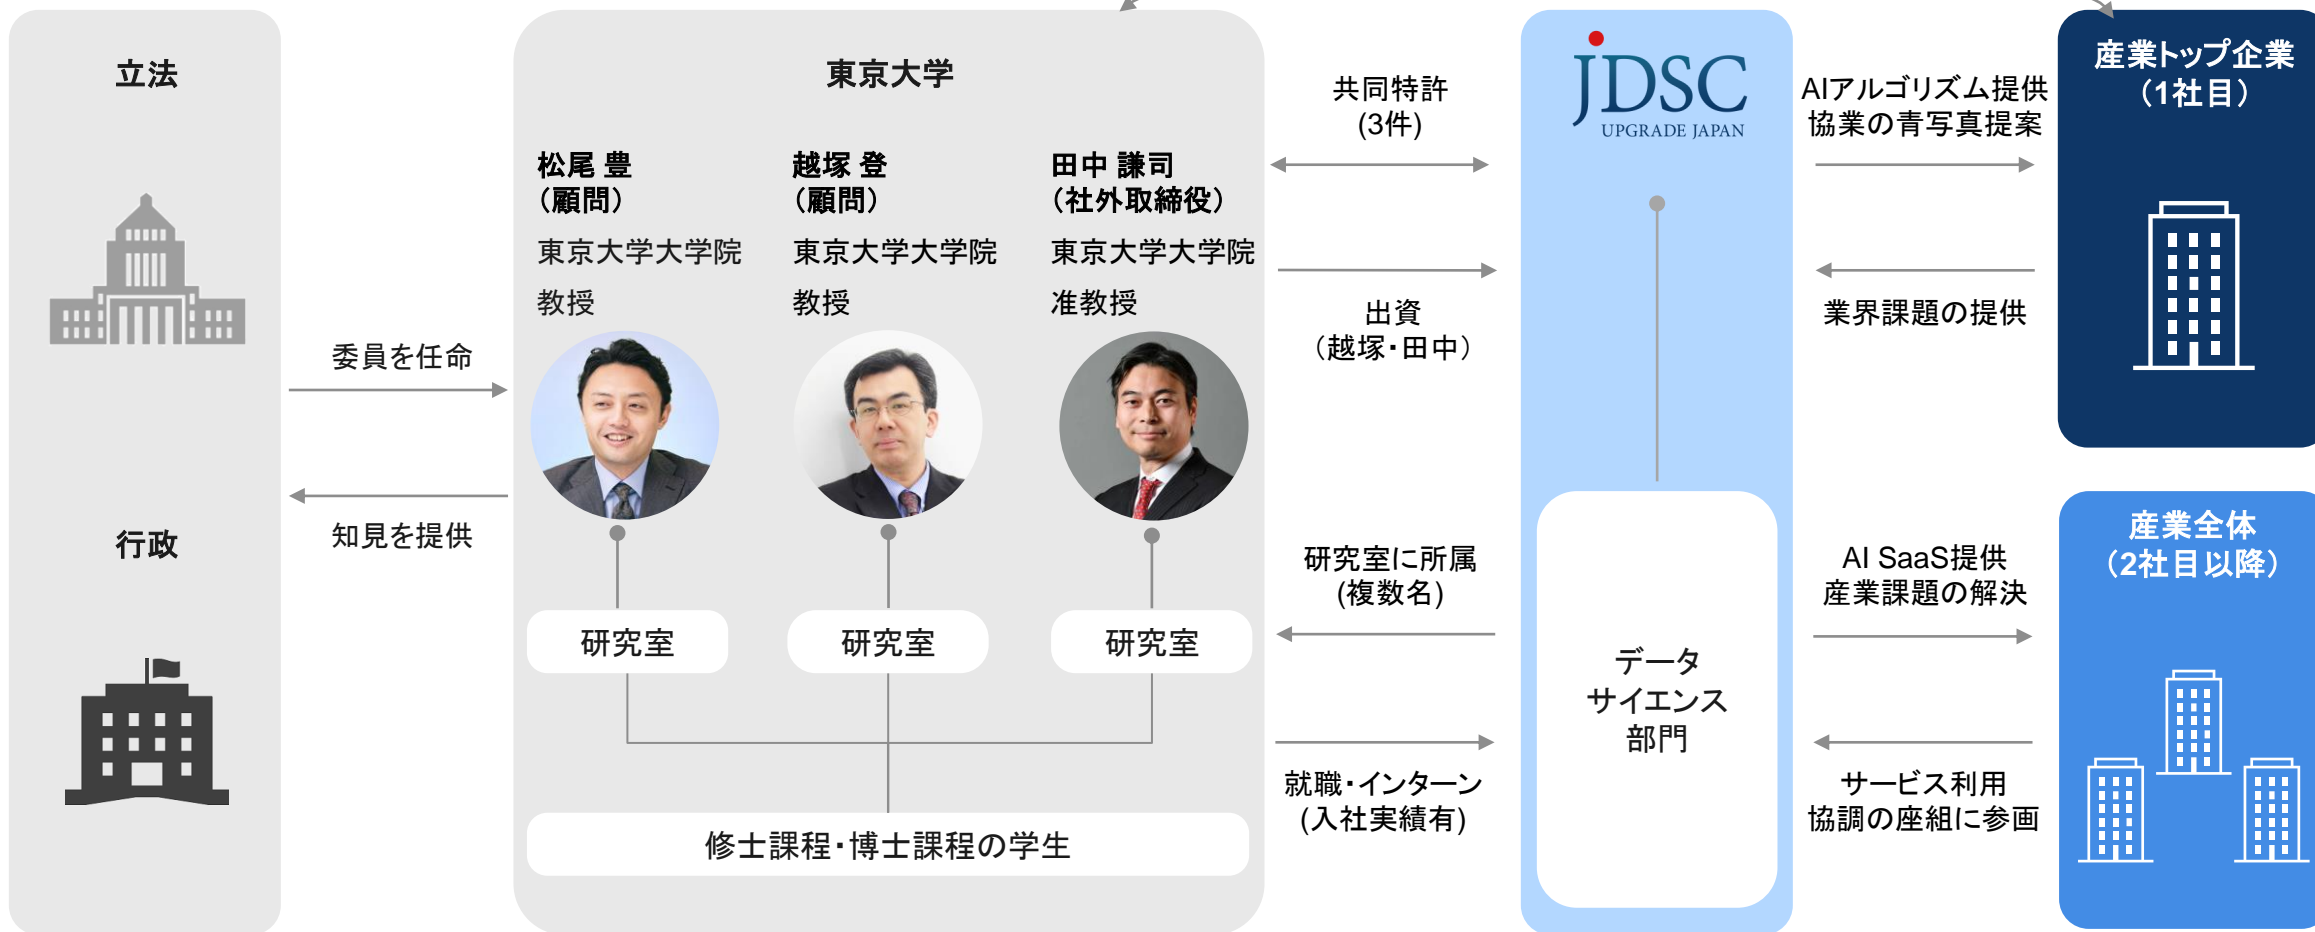 立法
行政
委員を任命
知見を提供
東京大学
松尾 豊
（顧問）
東京大学大学院
教授
越塚 登
（顧問）
東京大学大学院
教授
田中 謙司
（社外取締役）
東京大学大学院
准教授
研究室
研究室
研究室
修士課程・博士課程の学生
共同特許
(3件)
出資
（越塚・田中）
研究室に所属
(複数名)
就職・インターン
(入社実績有)
JDSC
UPGRADE JAPAN
データ
サイエンス
部門
AIアルゴリズム提供
協業の青写真提案
業界課題の提供
AI SaaS提供
産業課題の解決
サービス利用
協調の座組に参画
産業トップ企業
（1社目）
産業全体
（2社目以降）